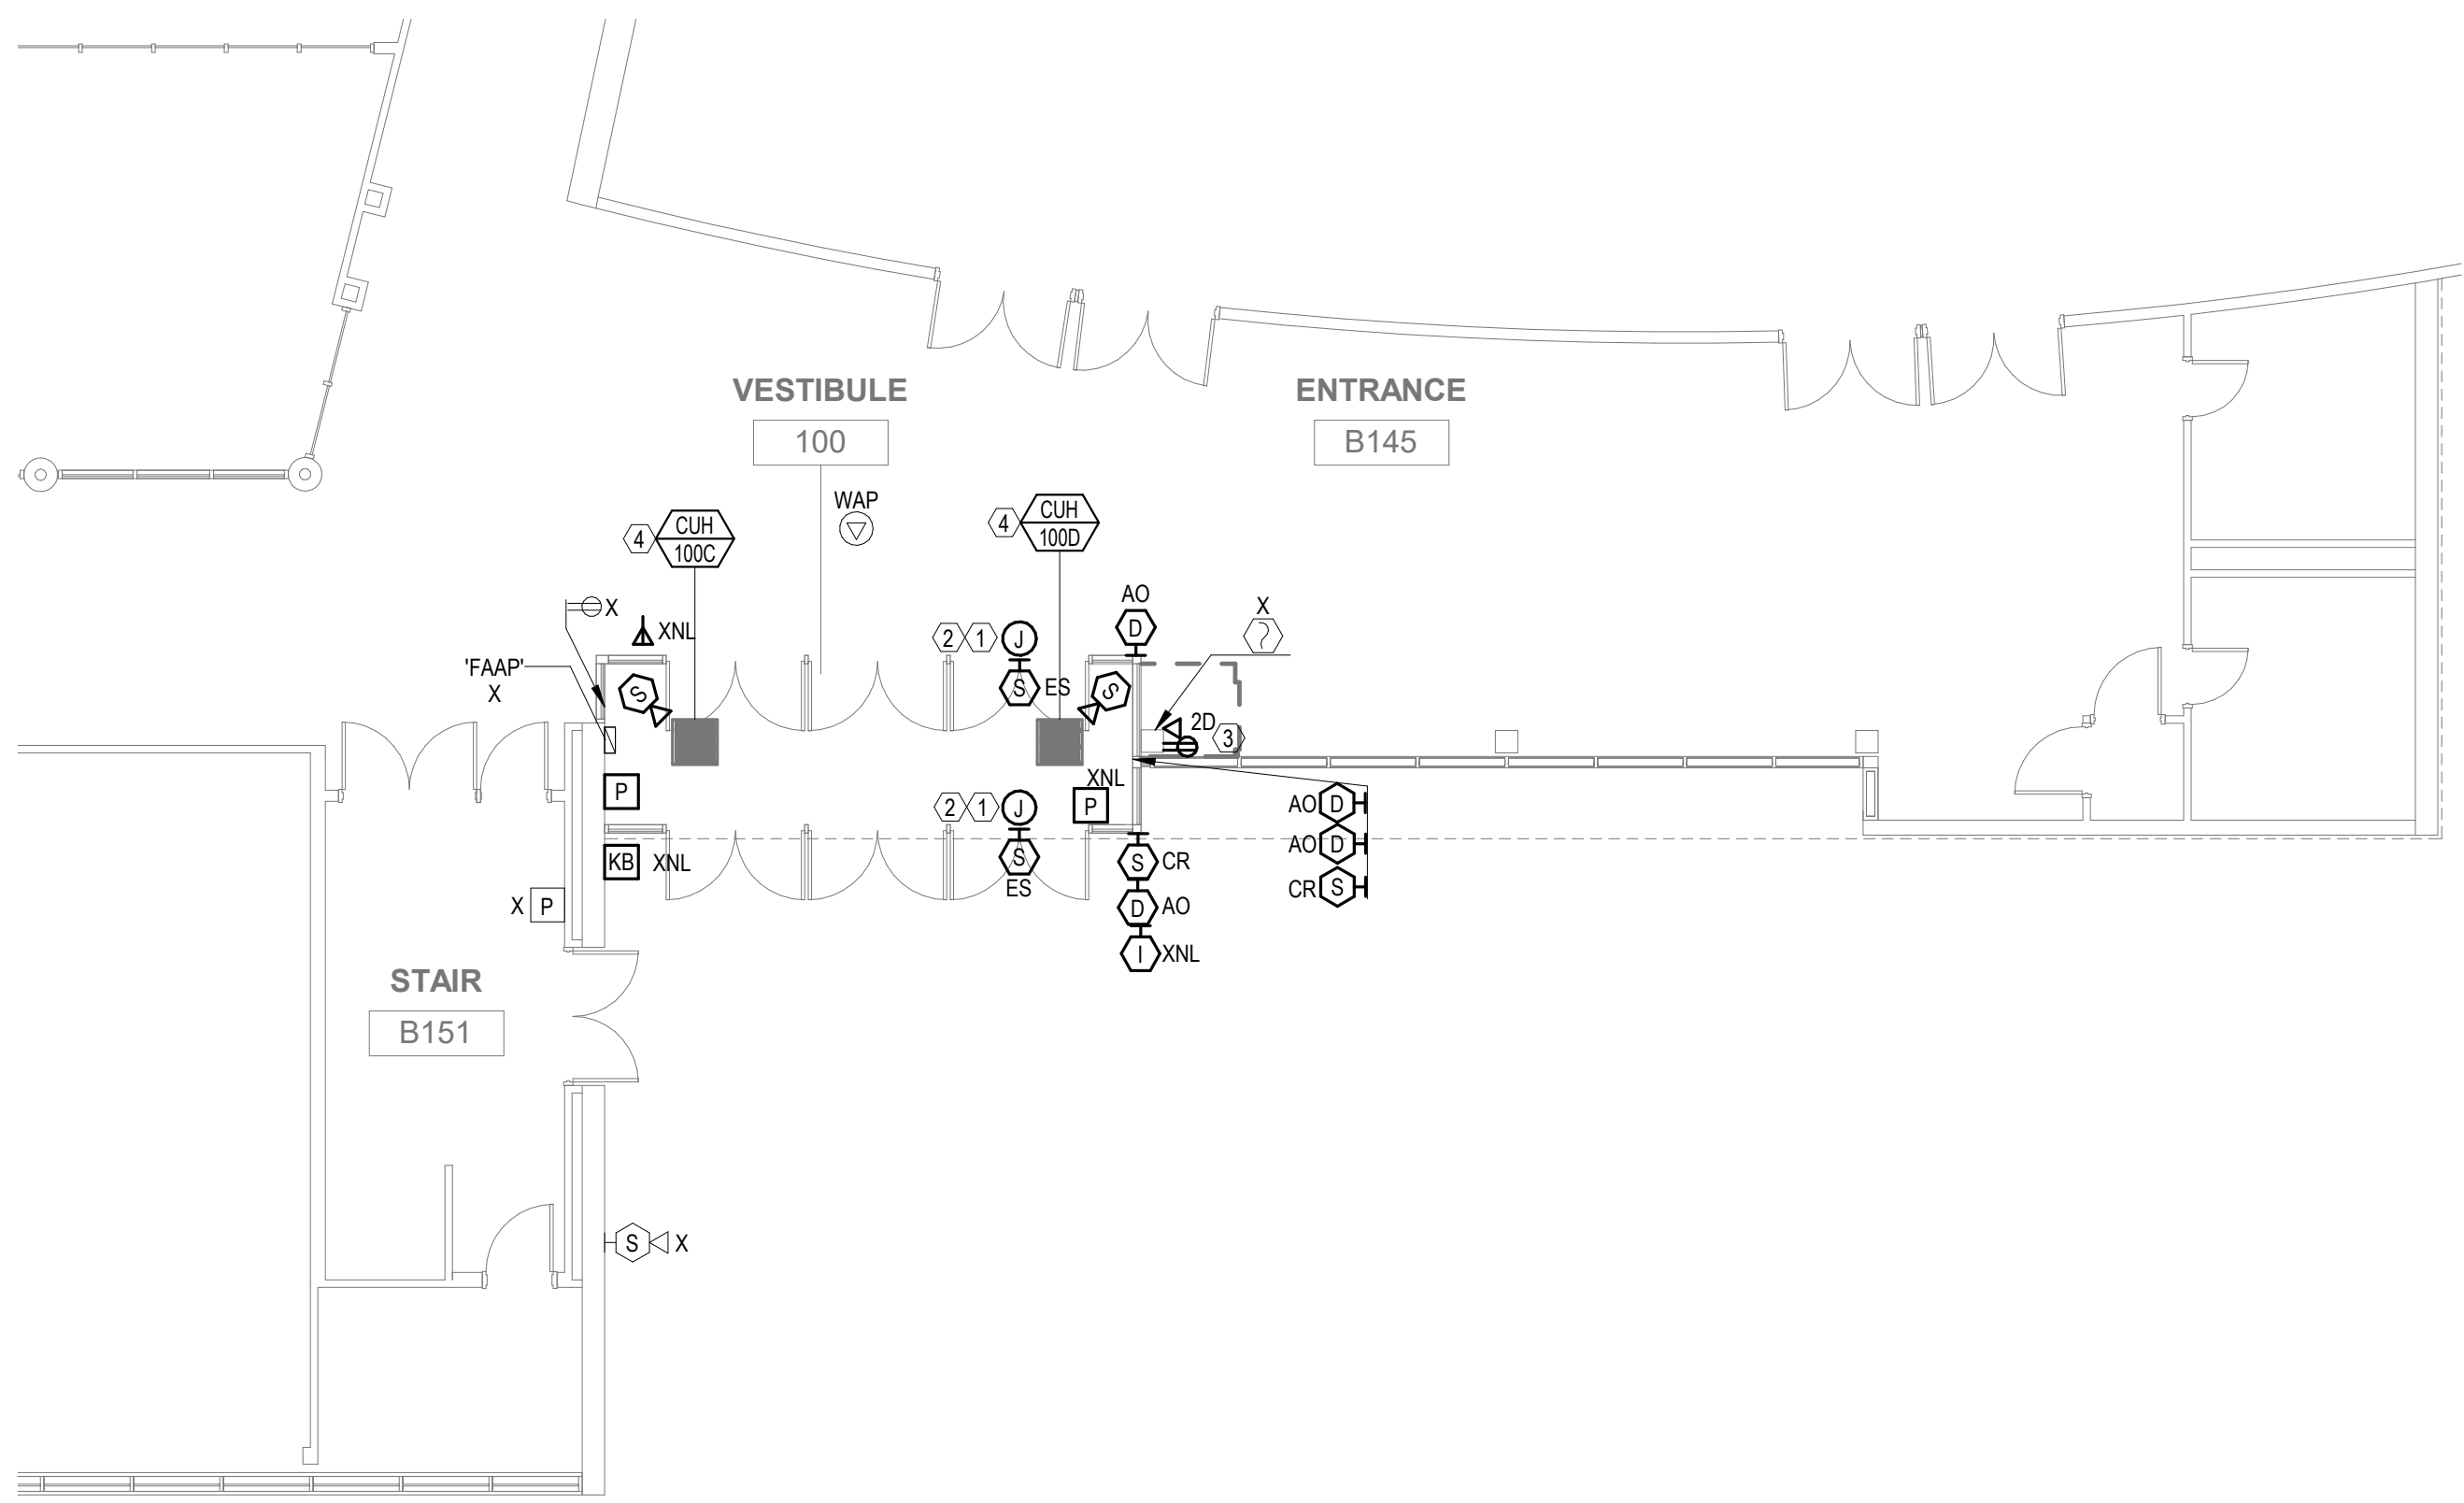 VESTIBULE
100
ENTRANCE
B145
WAP
CUH
100C
4
CUH
100D
4
AO
D
X
X
XNL
2
1
J
'FAAP'
X
S
S
ES
S
2D
3
P
XNL
P
2
1
J
AO
D
AO
D
CR
S
KB
XNL
S
ES
S
CR
D
AO
I
XNL
X
P
STAIR
B151
S
X